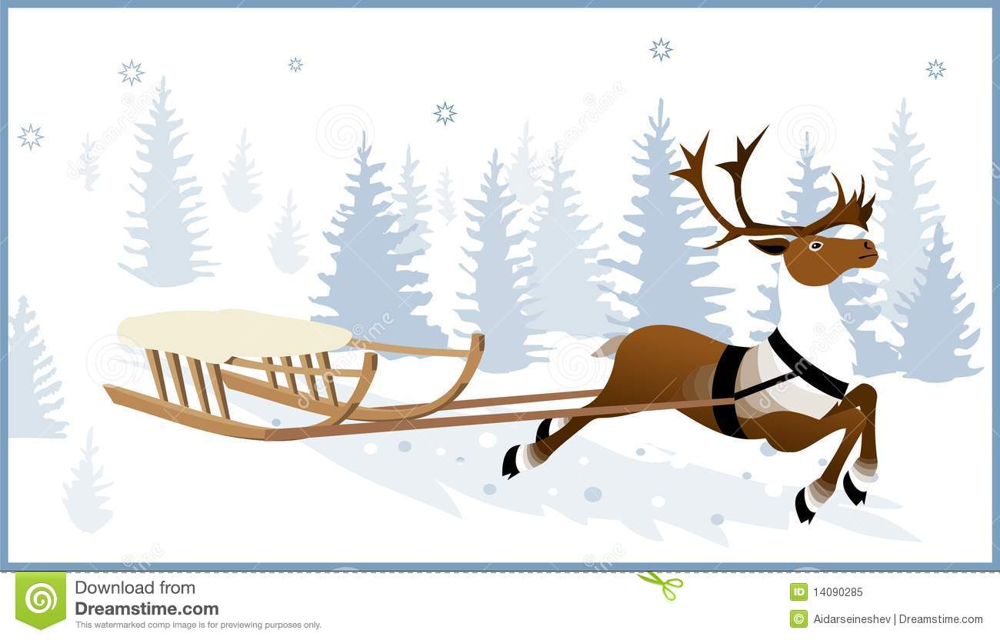 Download from
Dreamstime.com
This watermarked comp image is for previewing purposes only.
ID 14090285
© Aidarseineshev | Dreamstime.com